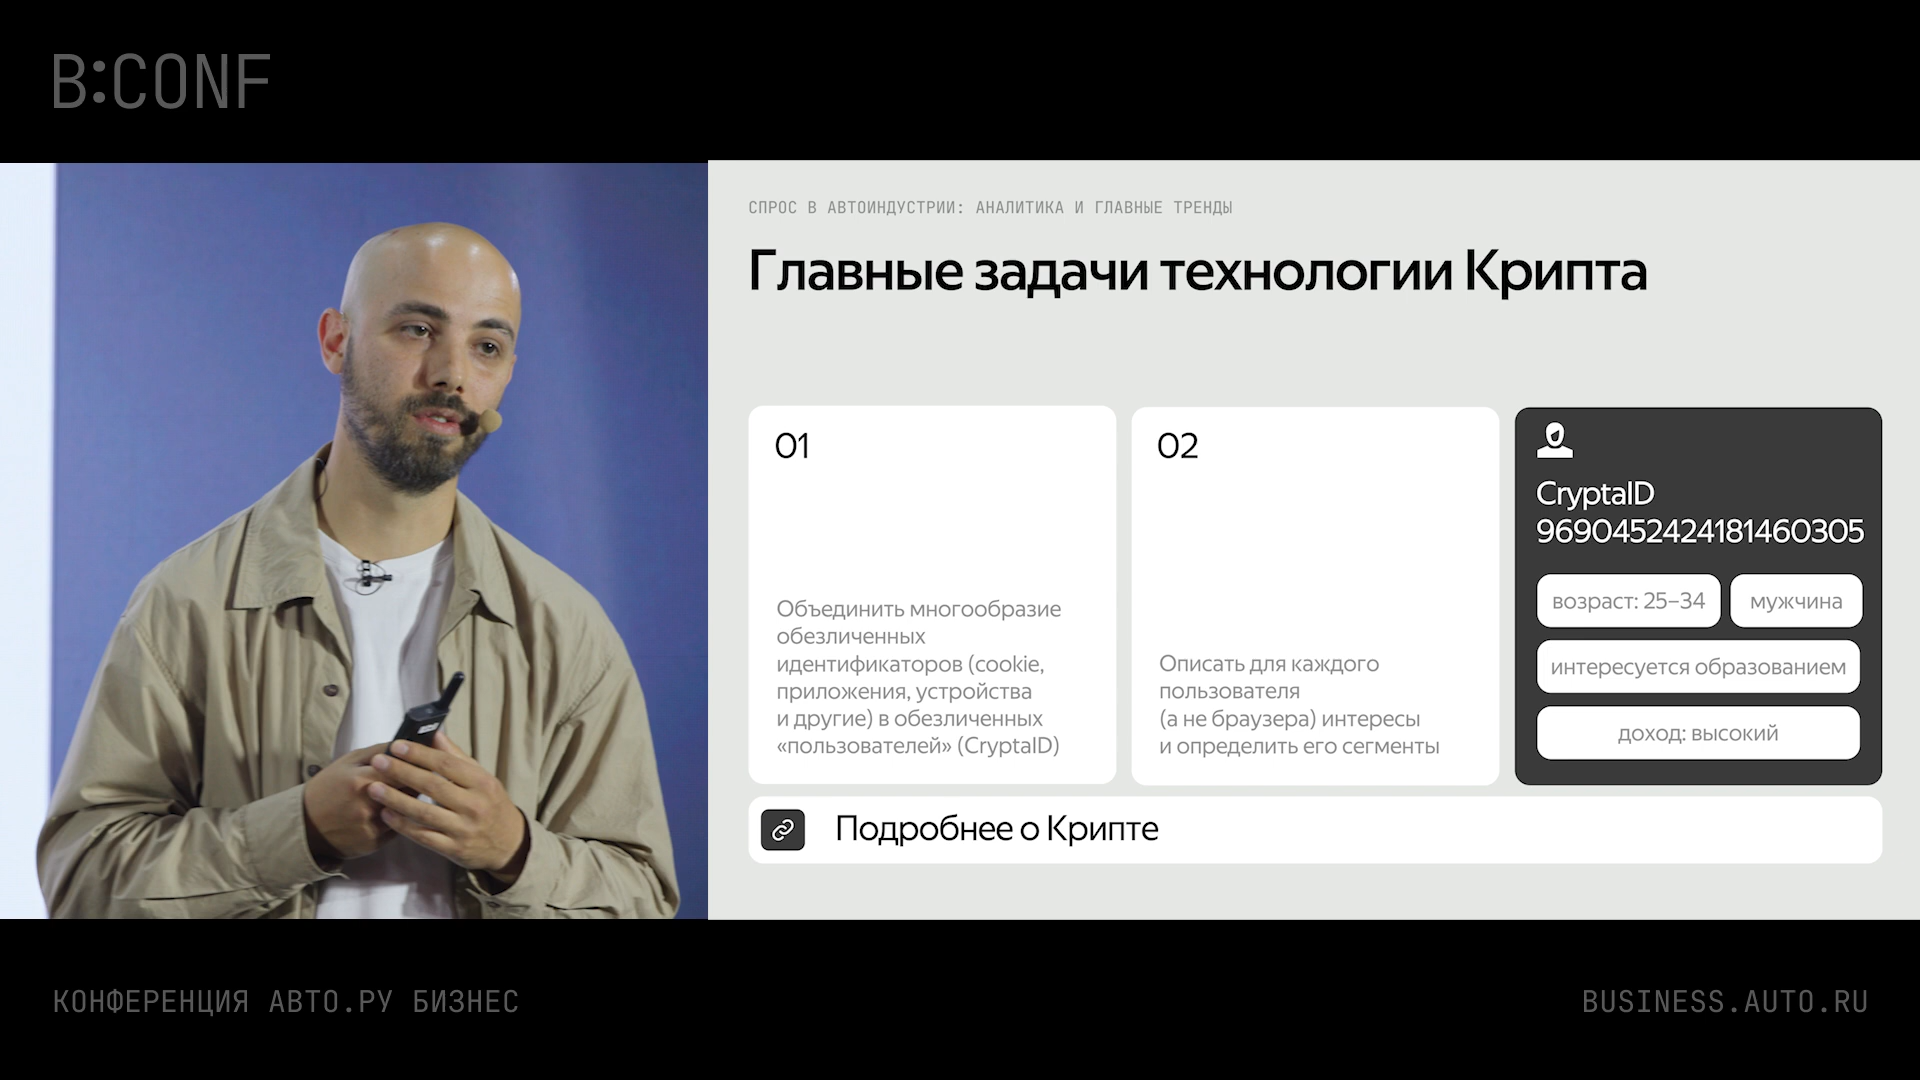 B:CONF
СПРОС В АВТОИНДУСТРИИ: АНАЛИТИКА И ГЛАВНЫЕ ТРЕНДЫ
Главные задачи технологии Крипта
01
Объединить многообразие
обезличенных
идентификаторов (cookie,
приложения, устройства
и другие) в обезличенных
«пользователей» (CryptaID)
02
Описать для каждого
пользователя
(а не браузера) интересы
и определить его сегменты
CryptaID
9690452424181460305
возраст: 25–34
мужчина
интересуется образованием
доход: высокий
Подробнее о Крипте
КОНФЕРЕНЦИЯ АВТО.РУ БИЗНЕС
BUSINESS.AUTO.RU